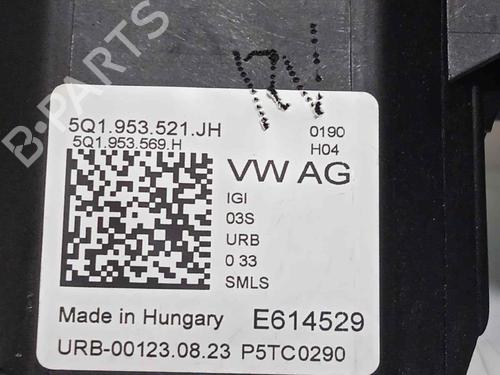 B-PARTS
5Q1.953.521.JH
0190
5Q1.953.569.H
H04
VW AG
IGI
03S
URB
0 33
SMLS
Made in Hungary
E614529
URB-00123.08.23 P5TC0290